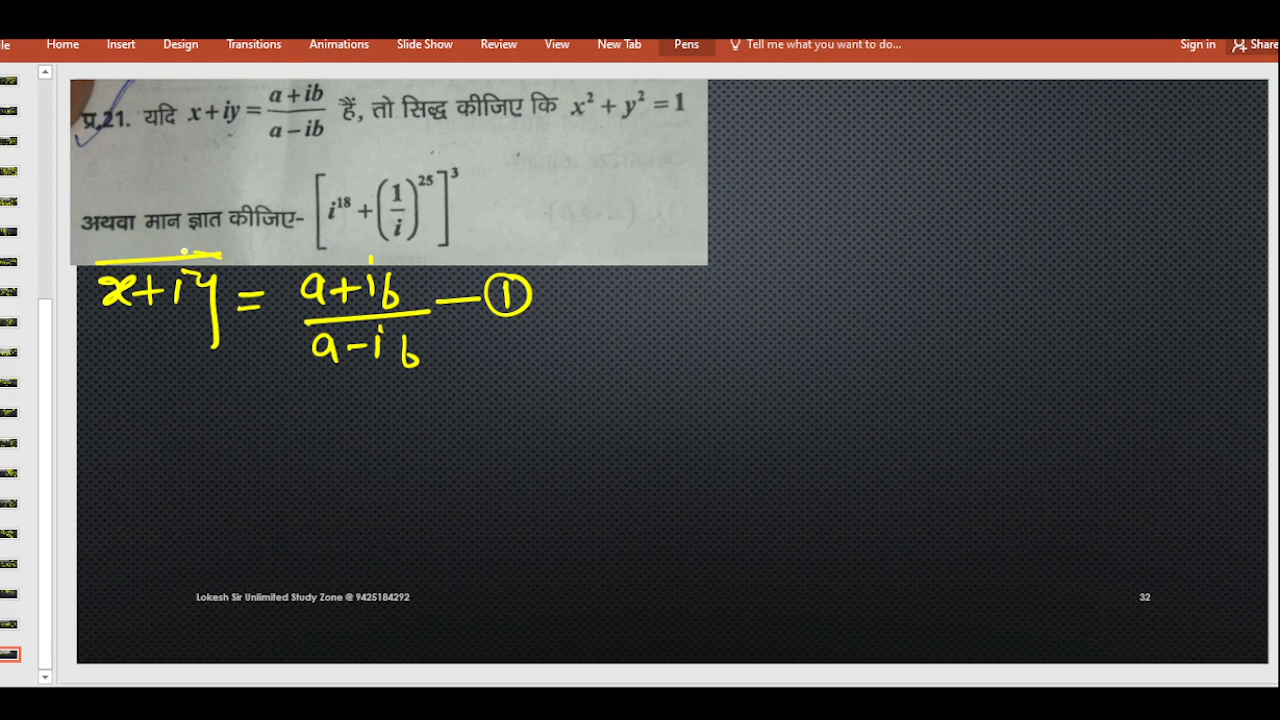 Home Insert Design Transitions Animations Slide Show Review View New Tab Pens Tell me what you want to do... Sign in Share
प्र.21. यदि x + iy = (a + ib)/(a − ib) हैं, तो सिद्ध कीजिए कि x² + y² = 1
अथवा मान ज्ञात कीजिए- [i¹⁸ + (1/i)²⁵]³
x+iy = (a+ib)/(a-ib) — ①
Lokesh Sir Unlimited Study Zone @ 9425184292
32